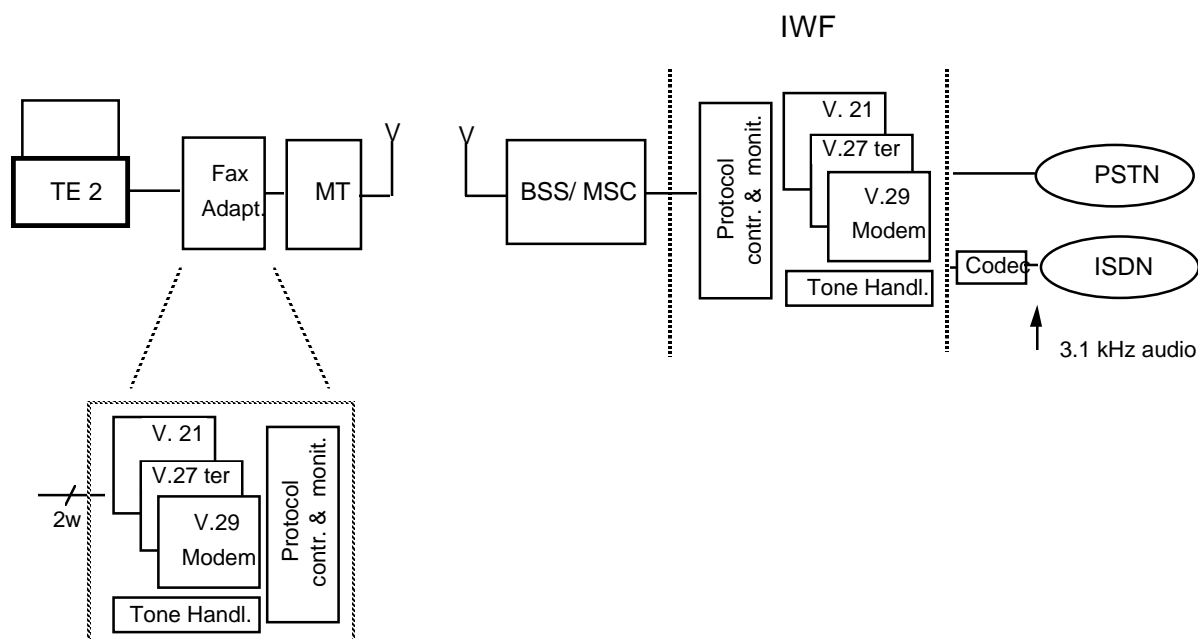 IWF
TE 2
Fax
Adapt.
MT
BSS/ MSC
Protocol
contr. & monit.
V. 21
V.27 ter
V.29
Modem
Tone Handl.
PSTN
Codec
ISDN
3.1 kHz audio
2w
V. 21
V.27 ter
V.29
Modem
Tone Handl.
Protocol
contr. & monit.